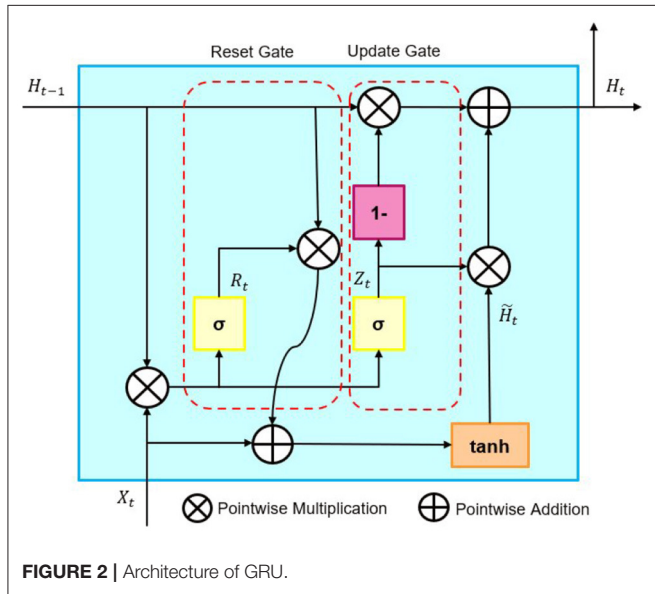 Reset Gate Update Gate
H_{t-1}
H_t
1-
R_t
Z_t
σ
σ
H̃_t
tanh
X_t
Pointwise Multiplication
Pointwise Addition
FIGURE 2 | Architecture of GRU.